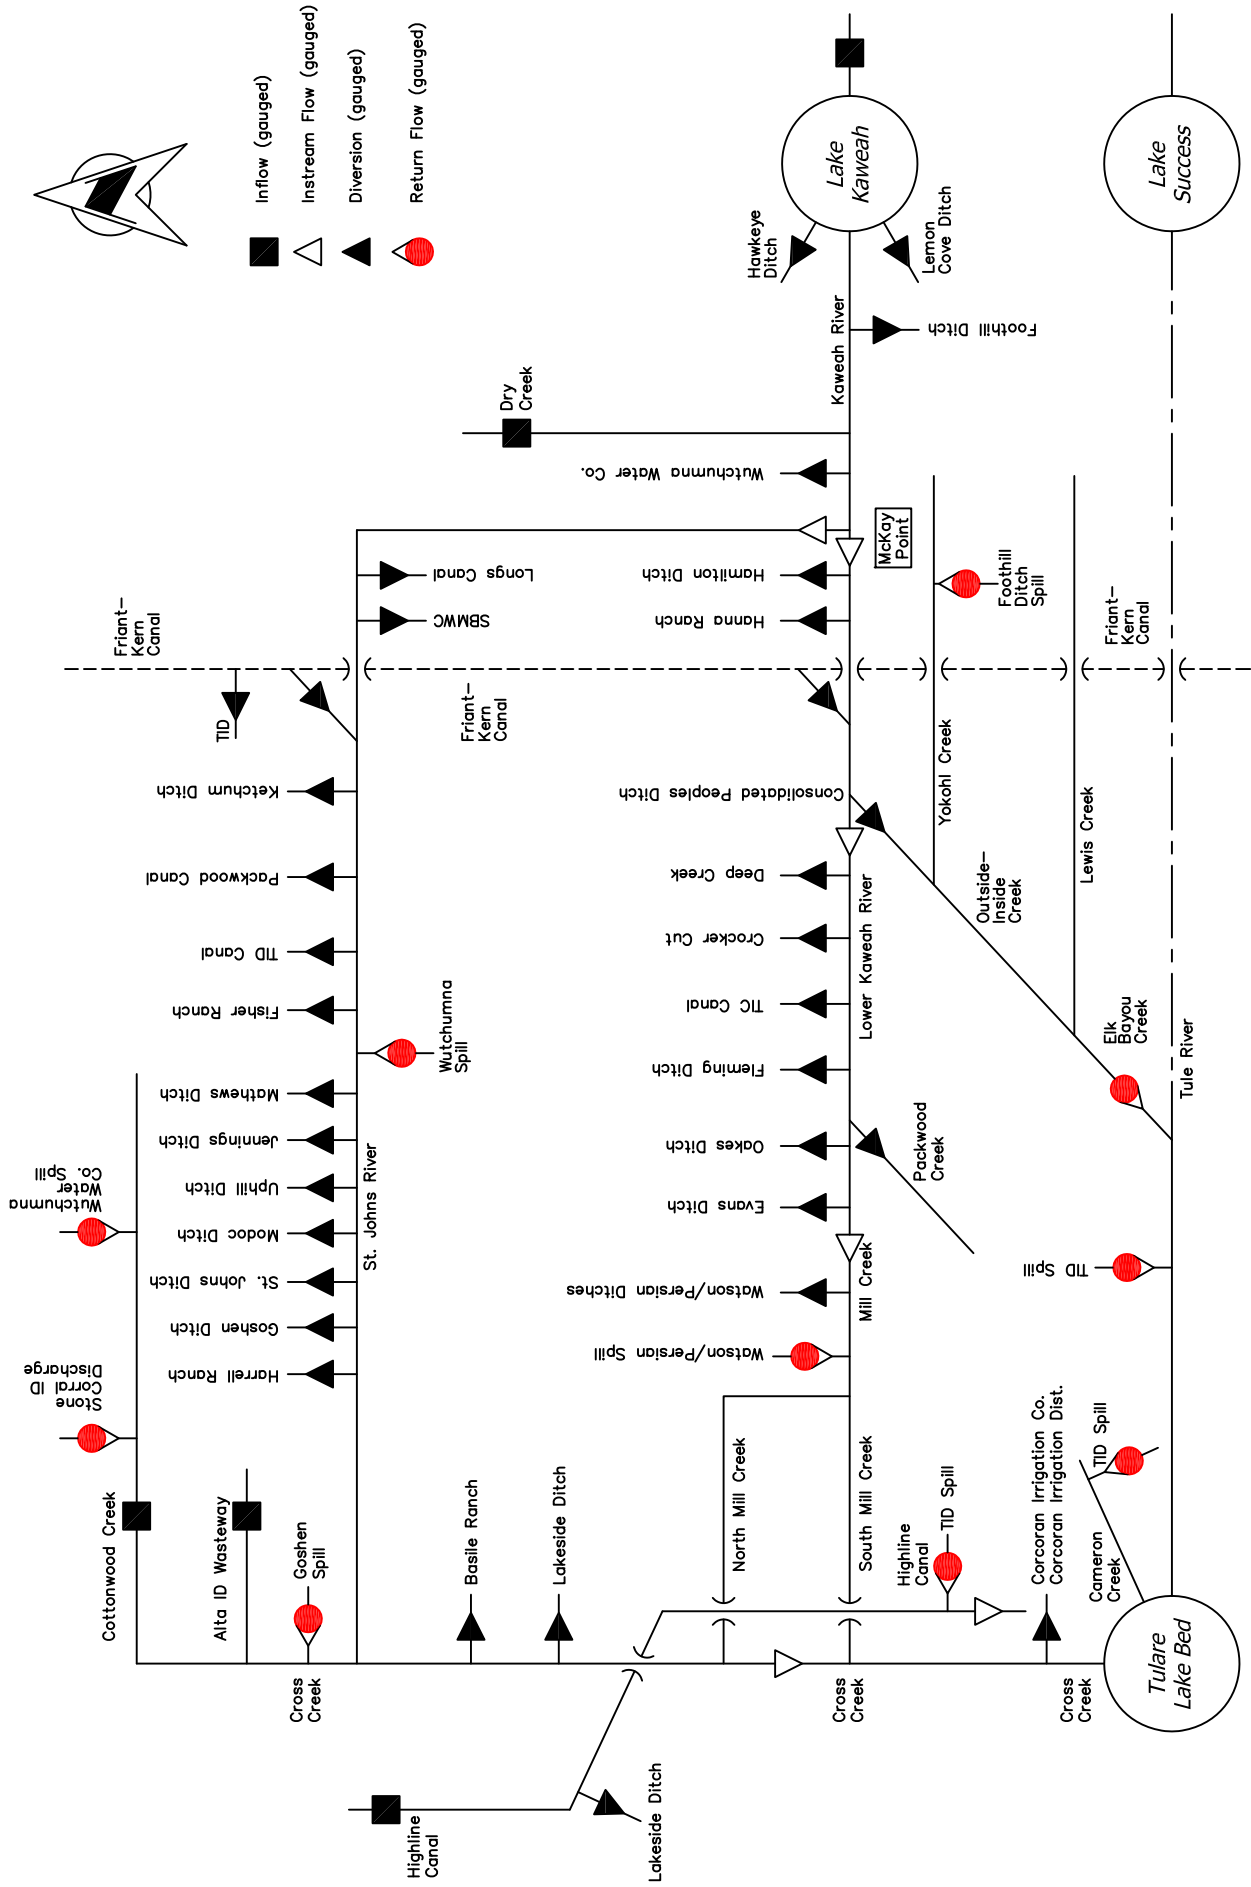 Inflow (gauged)
Instream Flow (gauged)
Diversion (gauged)
Return Flow (gauged)
Lake
Kaweah
Lake
Success
Hawkeye
Ditch
Lemon
Cove Ditch
Kaweah River
Foothill Ditch
Dry
Creek
Wutchumna Water Co.
McKay
Point
Longs Canal
SBMWC
Hamilton Ditch
Hanna Ranch
Foothill
Ditch
Spill
Friant-
Kern
Canal
Friant-
Kern
Canal
Friant-
Kern
Canal
TID
Ketchum Ditch
Packwood Canal
TID Canal
Fisher Ranch
Wutchumna
Spill
Mathews Ditch
Jennings Ditch
Uphill Ditch
Modoc Ditch
St. Johns Ditch
Goshen Ditch
Harrell Ranch
St. Johns River
Consolidated Peoples Ditch
Deep Creek
Crocker Cut
TIC Canal
Fleming Ditch
Oakes Ditch
Evans Ditch
Watson/Persian Ditches
Watson/Persian Spill
Lower Kaweah River
Packwood
Creek
Mill Creek
Yokohl Creek
Outside-
Inside
Creek
Lewis Creek
Elk
Bayou
Creek
Tule River
TID Spill
Wutchumna
Water
Co. Spill
Stone
Corral ID
Discharge
Cottonwood Creek
Alta ID Wasteway
Goshen
Spill
Cross
Creek
Basile Ranch
Lakeside Ditch
North Mill Creek
South Mill Creek
Highline
Canal
TID Spill
Corcoran Irrigation Co.
Corcoran Irrigation Dist.
TID Spill
Cameron
Creek
Cross
Creek
Cross
Creek
Tulare
Lake Bed
Highline
Canal
Lakeside Ditch